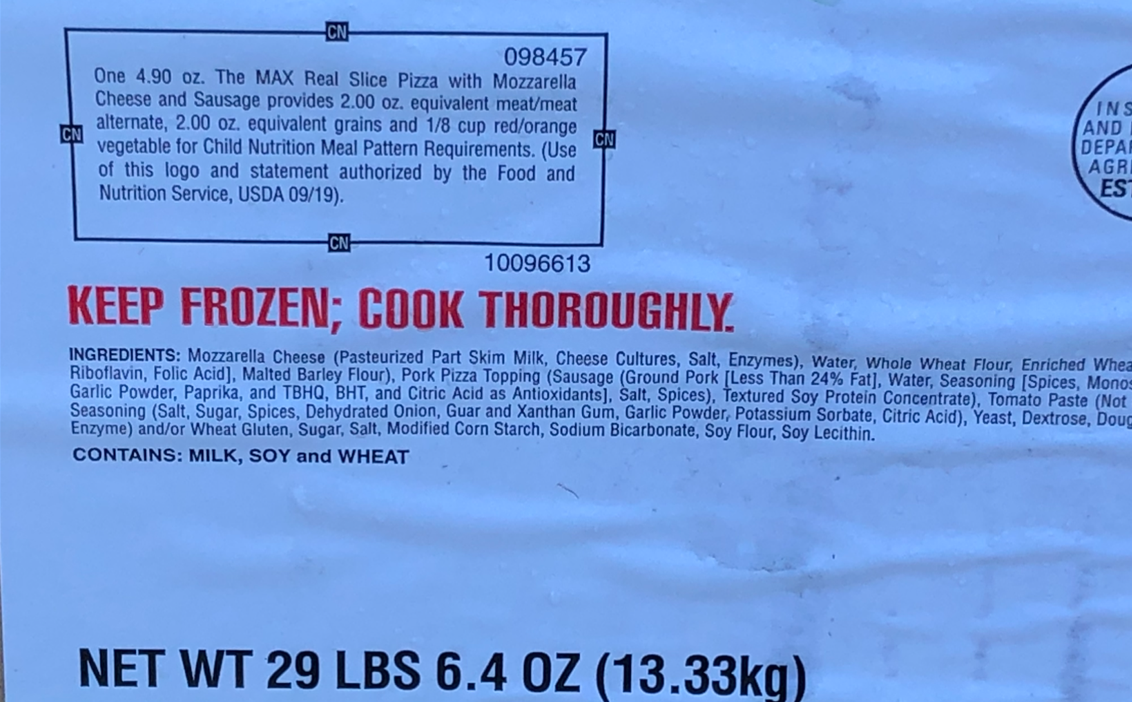 CN
098457
One 4.90 oz. The MAX Real Slice Pizza with Mozzarella
Cheese and Sausage provides 2.00 oz. equivalent meat/meat
alternate, 2.00 oz. equivalent grains and 1/8 cup red/orange
CN
CN
vegetable for Child Nutrition Meal Pattern Requirements. (Use
of this logo and statement authorized by the Food and
Nutrition Service, USDA 09/19).
CN
10096613
INS
AND
DEPA
AGRI
EST
KEEP FROZEN; COOK THOROUGHLY.
INGREDIENTS: Mozzarella Cheese (Pasteurized Part Skim Milk, Cheese Cultures, Salt, Enzymes), Water, Whole Wheat Flour, Enriched Whea
Riboflavin, Folic Acid], Malted Barley Flour), Pork Pizza Topping (Sausage (Ground Pork [Less Than 24% Fat], Water, Seasoning [Spices, Monos
Garlic Powder, Paprika, and TBHQ, BHT, and Citric Acid as Antioxidants], Salt, Spices), Textured Soy Protein Concentrate), Tomato Paste (Not
Seasoning (Salt, Sugar, Spices, Dehydrated Onion, Guar and Xanthan Gum, Garlic Powder, Potassium Sorbate, Citric Acid), Yeast, Dextrose, Doug
Enzyme) and/or Wheat Gluten, Sugar, Salt, Modified Corn Starch, Sodium Bicarbonate, Soy Flour, Soy Lecithin.
CONTAINS: MILK, SOY and WHEAT
NET WT 29 LBS 6.4 OZ (13.33kg)